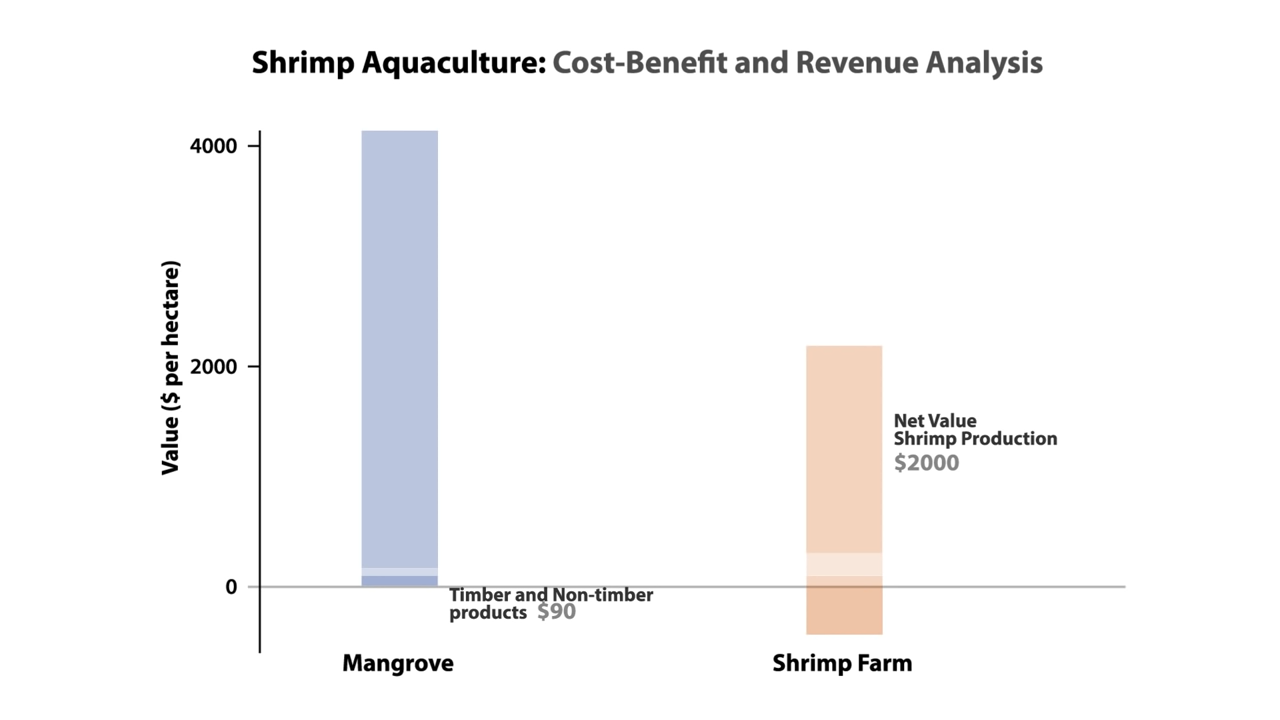 Shrimp Aquaculture: Cost-Benefit and Revenue Analysis
Value ($ per hectare)
4000
2000
0
Net Value
Shrimp Production
$2000
Timber and Non-timber
products $90
Mangrove
Shrimp Farm